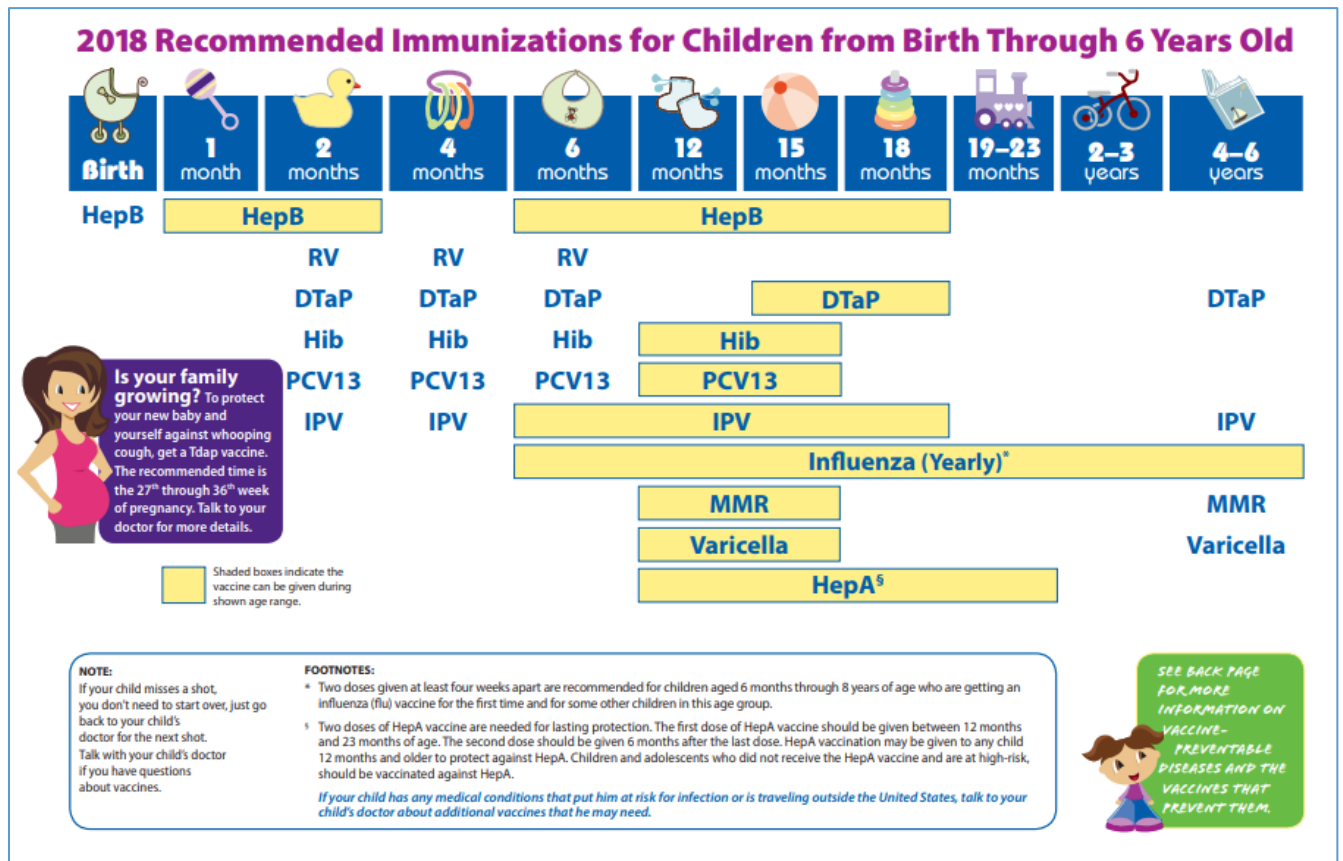 2018 Recommended Immunizations for Children from Birth Through 6 Years Old
Birth
1
month
2
months
4
months
6
months
12
months
15
months
18
months
19–23
months
2–3
years
4–6
years
HepB HepB HepB
RV RV RV
DTaP DTaP DTaP DTaP DTaP
Hib Hib Hib Hib
PCV13 PCV13 PCV13 PCV13
IPV IPV IPV IPV
Influenza (Yearly)*
MMR MMR
Varicella Varicella
HepA§
Is your family
growing? To protect
your new baby and
yourself against whooping
cough, get a Tdap vaccine.
The recommended time is
the 27th through 36th week
of pregnancy. Talk to your
doctor for more details.
Shaded boxes indicate the
vaccine can be given during
shown age range.
NOTE:
If your child misses a shot,
you don't need to start over, just go
back to your child's
doctor for the next shot.
Talk with your child's doctor
if you have questions
about vaccines.
FOOTNOTES:
* Two doses given at least four weeks apart are recommended for children aged 6 months through 8 years of age who are getting an
influenza (flu) vaccine for the first time and for some other children in this age group.
§ Two doses of HepA vaccine are needed for lasting protection. The first dose of HepA vaccine should be given between 12 months
and 23 months of age. The second dose should be given 6 months after the last dose. HepA vaccination may be given to any child
12 months and older to protect against HepA. Children and adolescents who did not receive the HepA vaccine and are at high-risk,
should be vaccinated against HepA.
If your child has any medical conditions that put him at risk for infection or is traveling outside the United States, talk to your
child's doctor about additional vaccines that he may need.
SEE BACK PAGE
FOR MORE
INFORMATION ON
VACCINE-
PREVENTABLE
DISEASES AND THE
VACCINES THAT
PREVENT THEM.